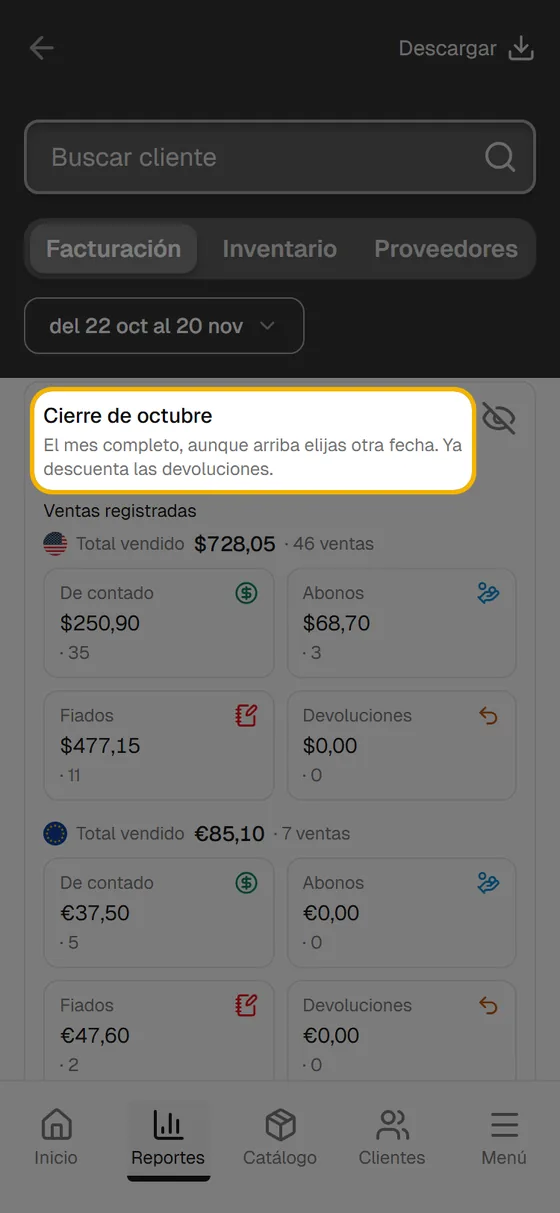 Descargar
Buscar cliente
Facturación Inventario Proveedores
del 22 oct al 20 nov
Cierre de octubre
El mes completo, aunque arriba elijas otra fecha. Ya
descuenta las devoluciones.
Ventas registradas
Total vendido $728,05 · 46 ventas
De contado
$250,90
· 35
Abonos
$68,70
· 3
Fiados
$477,15
· 11
Devoluciones
$0,00
· 0
Total vendido €85,10 · 7 ventas
De contado
€37,50
· 5
Abonos
€0,00
· 0
Fiados
€47,60
· 2
Devoluciones
€0,00
· 0
Inicio Reportes Catálogo Clientes Menú